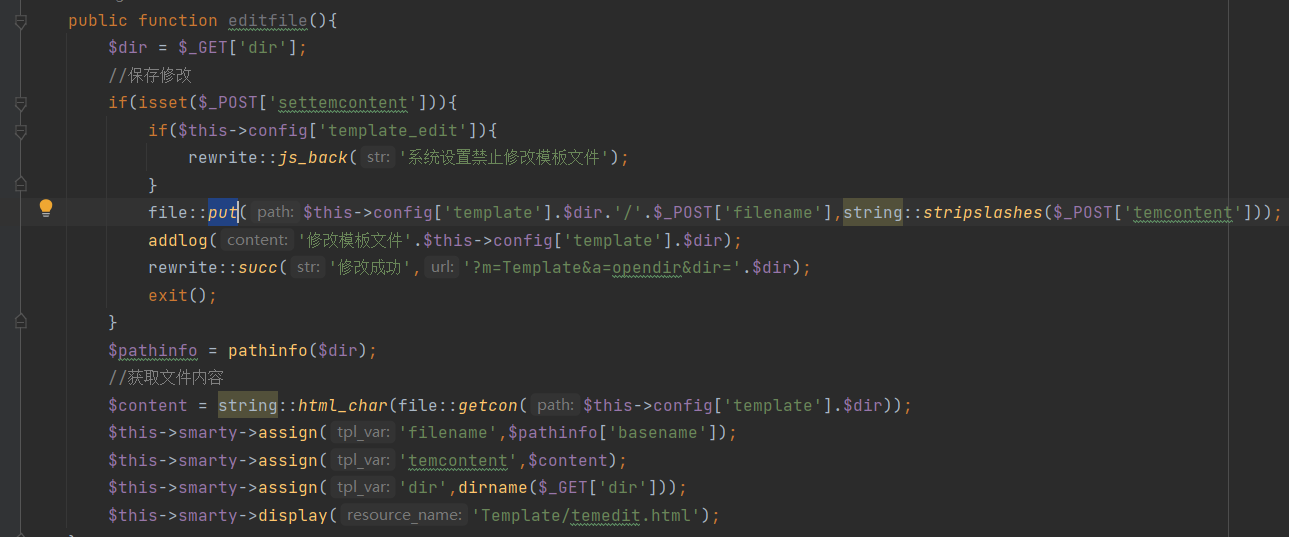 public function editfile(){
$dir = $_GET['dir'];
//保存修改
if(isset($_POST['settemcontent'])){
if($this->config['template_edit']){
rewrite::js_back( str: '系统设置禁止修改模板文件');
}
file::put( path: $this->config['template'].$dir.'/'.$_POST['filename'],string::stripslashes($_POST['temcontent']));
addlog( content: '修改模板文件'.$this->config['template'].$dir);
rewrite::succ( str: '修改成功', url: '?m=Template&a=opendir&dir='.$dir);
exit();
}
$pathinfo = pathinfo($dir);
//获取文件内容
$content = string::html_char(file::getcon( path: $this->config['template'].$dir));
$this->smarty->assign( tpl_var: 'filename',$pathinfo['basename']);
$this->smarty->assign( tpl_var: 'temcontent',$content);
$this->smarty->assign( tpl_var: 'dir',dirname($_GET['dir']));
$this->smarty->display( resource_name: 'Template/temedit.html');